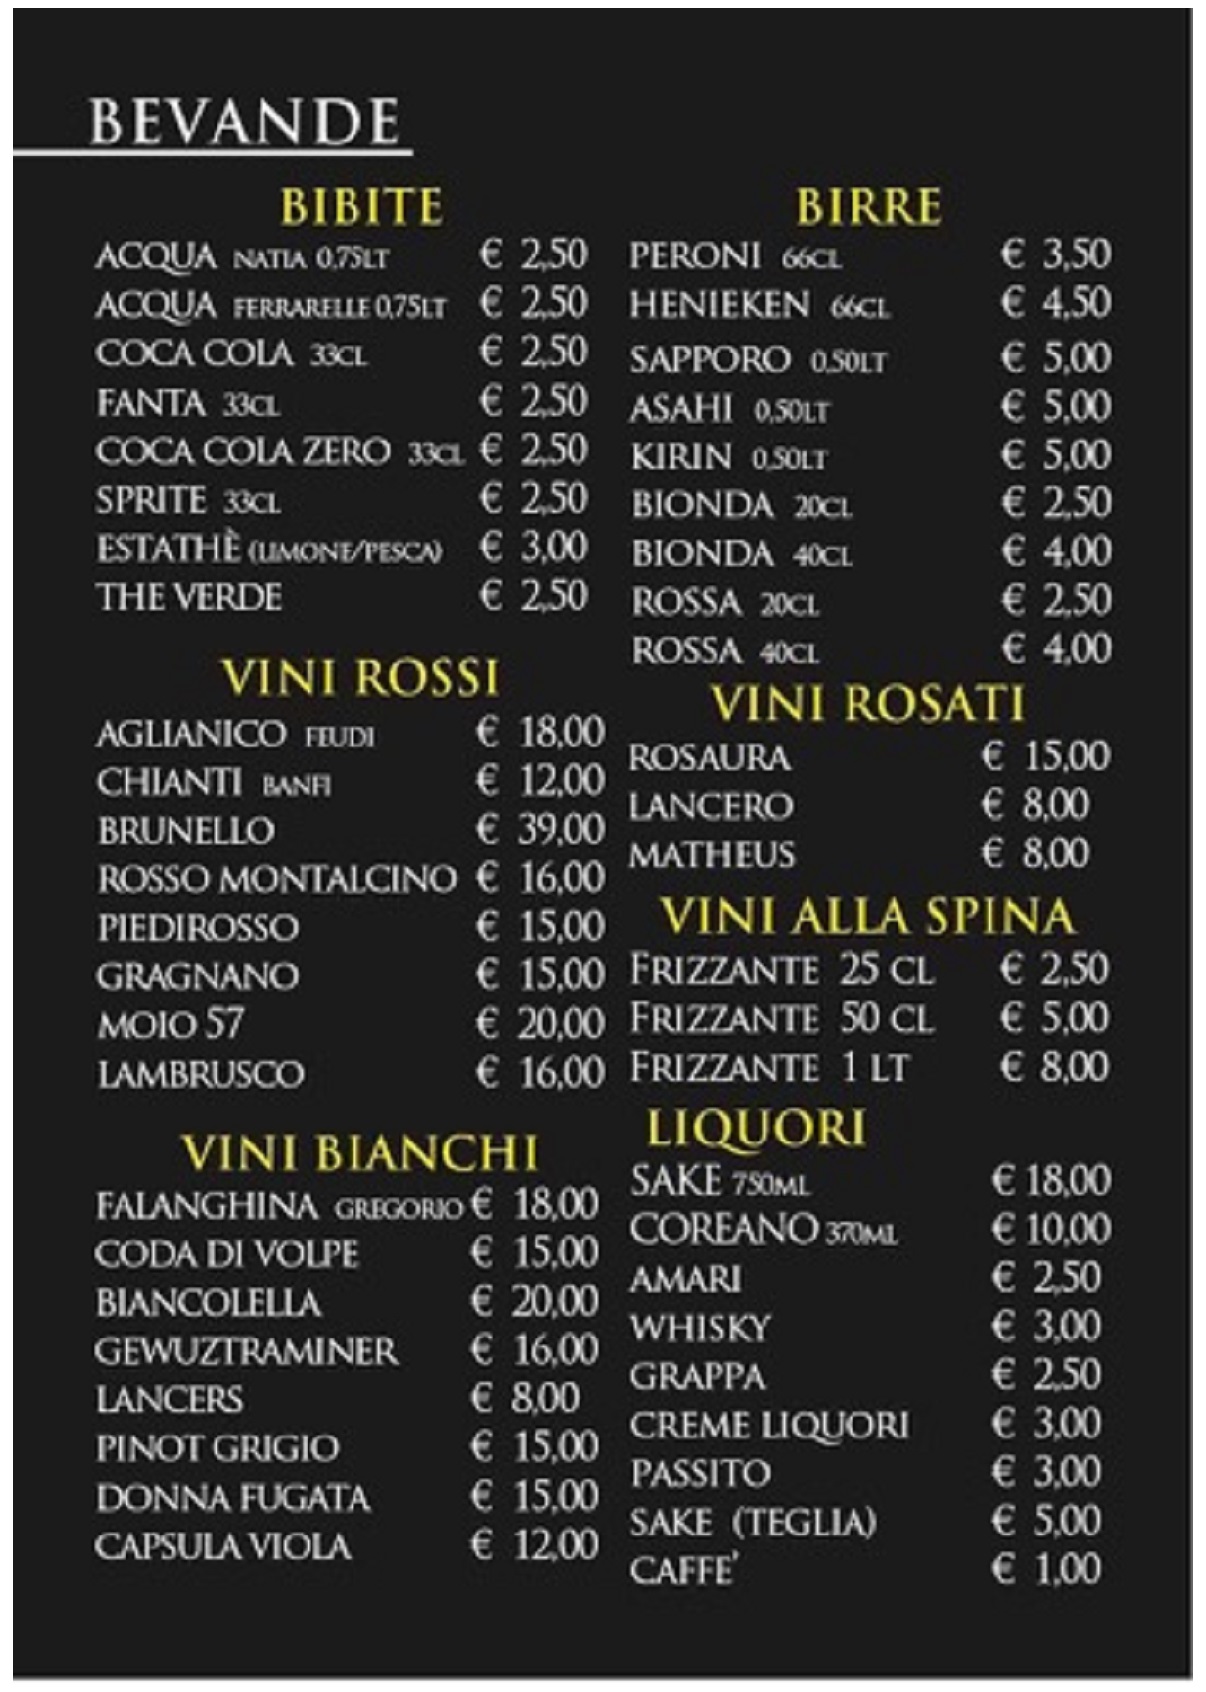 BEVANDE
BIBITE
ACQUA NATIA 0,75LT € 2,50
ACQUA FERRARELLE 0,75LT € 2,50
COCA COLA 33CL € 2,50
FANTA 33CL € 2,50
COCA COLA ZERO 33CL € 2,50
SPRITE 33CL € 2,50
ESTATHÈ (LIMONE/PESCA) € 3,00
THE VERDE € 2,50
VINI ROSSI
AGLIANICO FEUDI € 18,00
CHIANTI BANFI € 12,00
BRUNELLO € 39,00
ROSSO MONTALCINO € 16,00
PIEDIROSSO € 15,00
GRAGNANO € 15,00
MOIO 57 € 20,00
LAMBRUSCO € 16,00
VINI BIANCHI
FALANGHINA GREGORIO € 18,00
CODA DI VOLPE € 15,00
BIANCOLELLA € 20,00
GEWUZTRAMINER € 16,00
LANCERS € 8,00
PINOT GRIGIO € 15,00
DONNA FUGATA € 15,00
CAPSULA VIOLA € 12,00
BIRRE
PERONI 66CL € 3,50
HENIEKEN 66CL € 4,50
SAPPORO 0,50LT € 5,00
ASAHI 0,50LT € 5,00
KIRIN 0,50LT € 5,00
BIONDA 20CL € 2,50
BIONDA 40CL € 4,00
ROSSA 20CL € 2,50
ROSSA 40CL € 4,00
VINI ROSATI
ROSAURA € 15,00
LANCERO € 8,00
MATHEUS € 8,00
VINI ALLA SPINA
FRIZZANTE 25 CL € 2,50
FRIZZANTE 50 CL € 5,00
FRIZZANTE 1 LT € 8,00
LIQUORI
SAKE 750ML € 18,00
COREANO 370ML € 10,00
AMARI € 2,50
WHISKY € 3,00
GRAPPA € 2,50
CREME LIQUORI € 3,00
PASSITO € 3,00
SAKE (TEGLIA) € 5,00
CAFFE' € 1,00